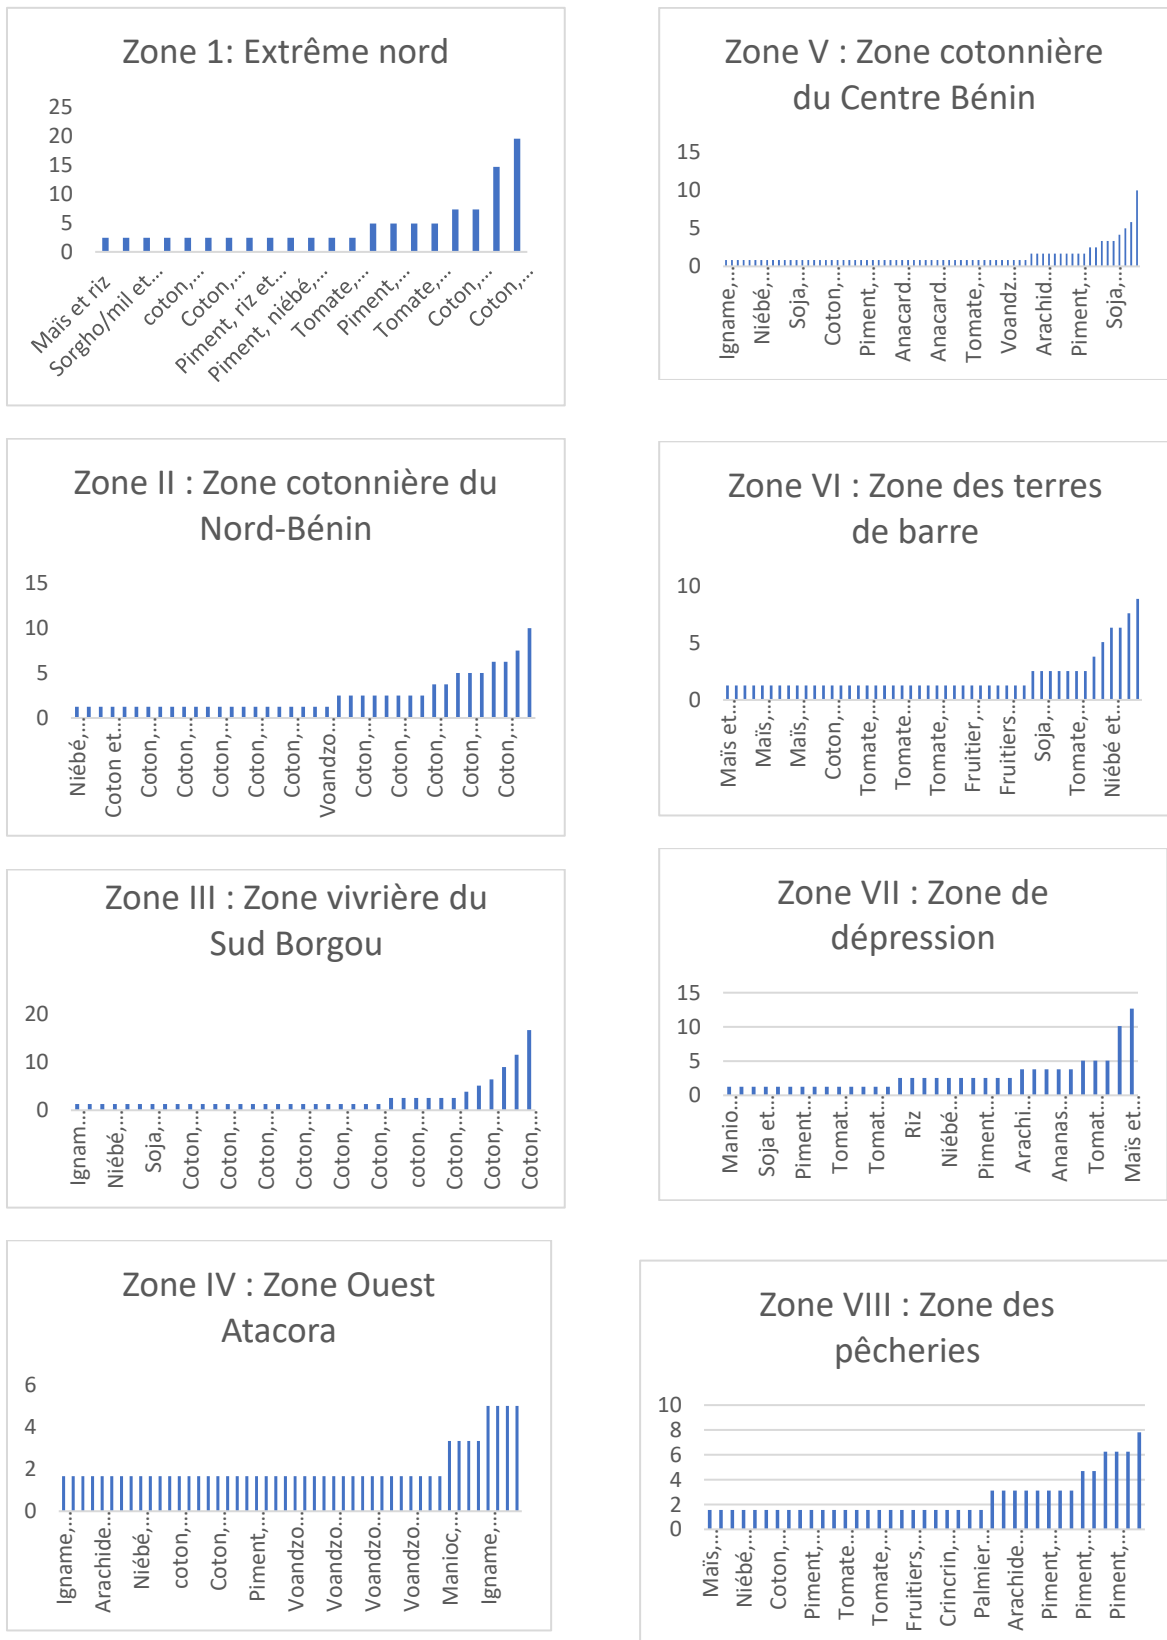 Zone 1: Extrême nord
25
20
15
10
5
0
Maïs et riz
Sorgho/mil et...
coton,...
Coton,...
Piment, riz et...
Piment, niébé,...
Tomate,...
Piment,...
Tomate,...
Coton,...
Coton,...
Zone II : Zone cotonnière du
Nord-Bénin
15
10
5
0
Niébé,...
Coton et...
Coton,...
Coton,...
Coton,...
Coton,...
Coton,...
Voandzo...
Coton,...
Coton,...
Coton,...
Coton,...
Coton,...
Zone III : Zone vivrière du
Sud Borgou
20
10
0
Ignam...
Niébé,...
Soja,...
Coton,...
Coton,...
Coton,...
Coton,...
Coton,...
Coton,...
coton,...
Coton,...
Coton,...
Coton,...
Zone IV : Zone Ouest
Atacora
6
4
2
0
Igname,...
Arachide...
Niébé,...
coton,...
Coton,...
Piment,...
Voandzo...
Voandzo...
Voandzo...
Voandzo...
Manioc,...
Igname,...
Zone V : Zone cotonnière
du Centre Bénin
15
10
5
0
Igname,...
Niébé,...
Soja,...
Coton,...
Piment,...
Anacard...
Anacard...
Tomate,...
Voandz...
Arachid...
Piment,...
Soja,...
Zone VI : Zone des terres
de barre
10
5
0
Maïs et...
Maïs,...
Maïs,...
Coton,...
Tomate,...
Tomate...
Tomate,...
Fruitier,...
Fruitiers...
Soja,...
Tomate,...
Niébé et...
Zone VII : Zone de
dépression
15
10
5
0
Manio...
Soja et...
Piment...
Tomat...
Tomat...
Riz
Niébé...
Piment...
Arachi...
Ananas...
Tomat...
Maïs et...
Zone VIII : Zone des
pêcheries
10
8
6
4
2
0
Maïs,...
Niébé,...
Coton,...
Piment,...
Tomate...
Tomate,...
Fruitiers,...
Crincrin,...
Palmier...
Arachide...
Piment,...
Piment,...
Piment,...